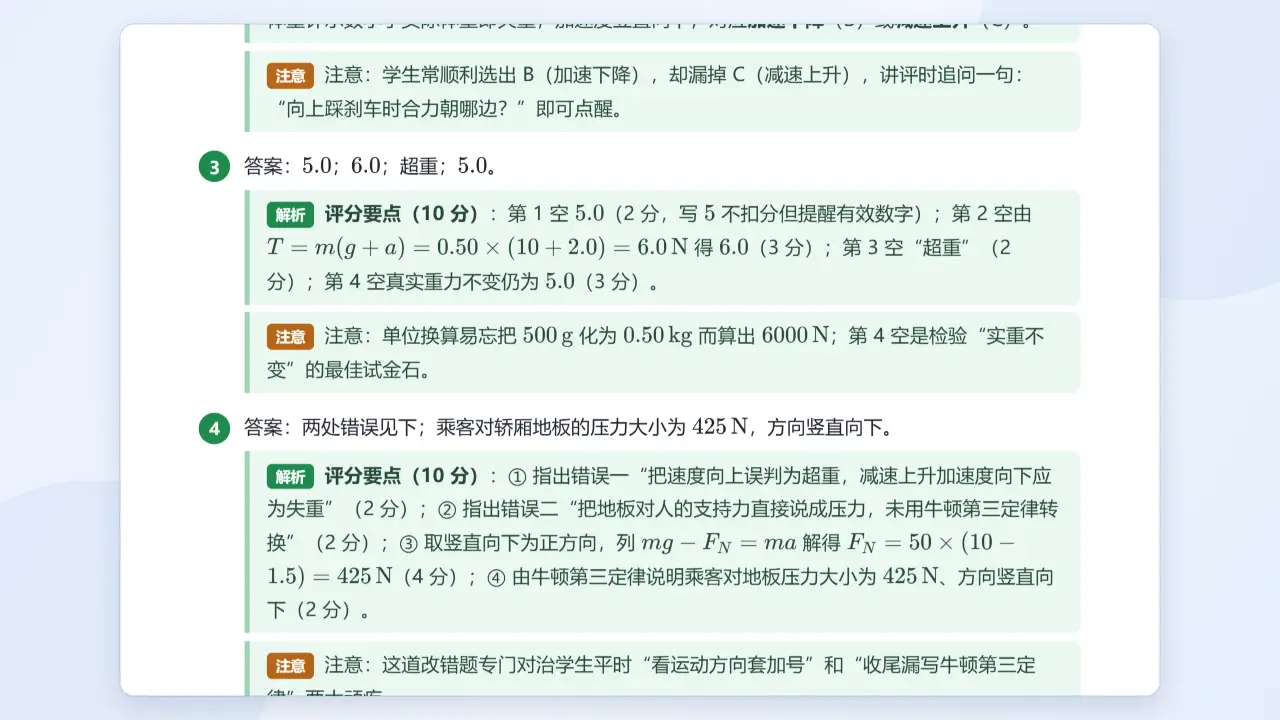 注意 注意：学生常顺利选出 B（加速下降），却漏掉 C（减速上升），讲评时追问一句：
“向上踩刹车时合力朝哪边？”即可点醒。
3 答案：5.0；6.0；超重；5.0。
解析 评分要点（10 分）：第 1 空 5.0（2 分，写 5 不扣分但提醒有效数字）；第 2 空由
T = m(g + a) = 0.50 × (10 + 2.0) = 6.0 N 得 6.0（3 分）；第 3 空“超重”（2
分）；第 4 空真实重力不变仍为 5.0（3 分）。
注意 注意：单位换算易忘把 500 g 化为 0.50 kg 而算出 6000 N；第 4 空是检验“实重不
变”的最佳试金石。
4 答案：两处错误见下；乘客对轿厢地板的压力大小为 425 N，方向竖直向下。
解析 评分要点（10 分）：① 指出错误一“把速度向上误判为超重，减速上升加速度向下应
为失重”（2 分）；② 指出错误二“把地板对人的支持力直接说成压力，未用牛顿第三定律转
换”（2 分）；③ 取竖直向下为正方向，列 mg − F_N = ma 解得 F_N = 50 × (10 −
1.5) = 425 N（4 分）；④ 由牛顿第三定律说明乘客对地板压力大小为 425 N、方向竖直向
下（2 分）。
注意 注意：这道改错题专门对治学生平时“看运动方向套加号”和“收尾漏写牛顿第三定